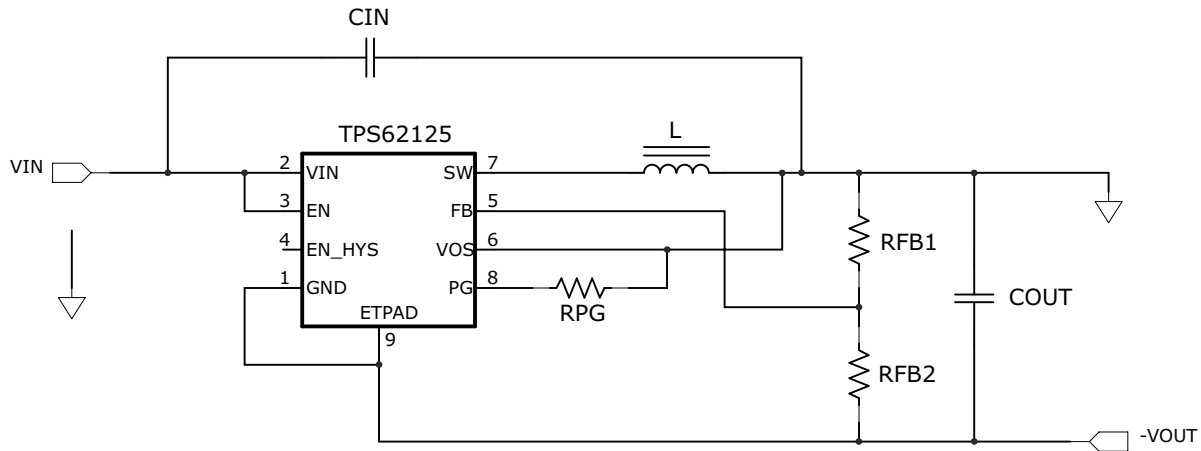 CIN
TPS62125
L
VIN
2
VIN
SW
7
3
EN
FB
5
4
EN_HYS
VOS
6
1
GND
PG
8
ETPAD
9
RPG
RFB1
COUT
RFB2
-VOUT